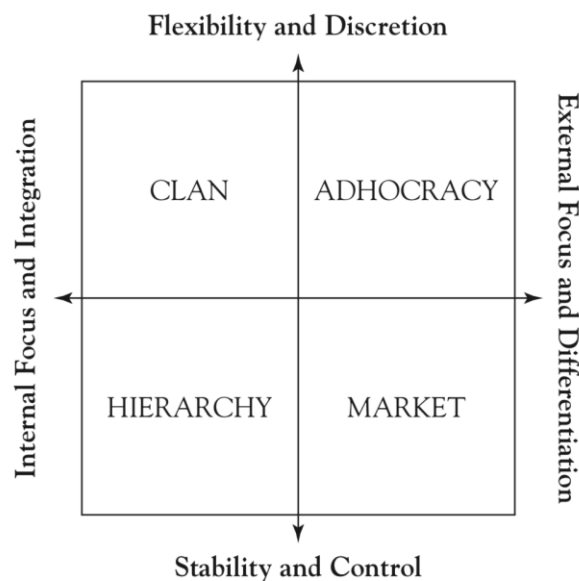 Flexibility and Discretion
Internal Focus and Integration
CLAN
ADHOCRACY
External Focus and Differentiation
HIERARCHY
MARKET
Stability and Control